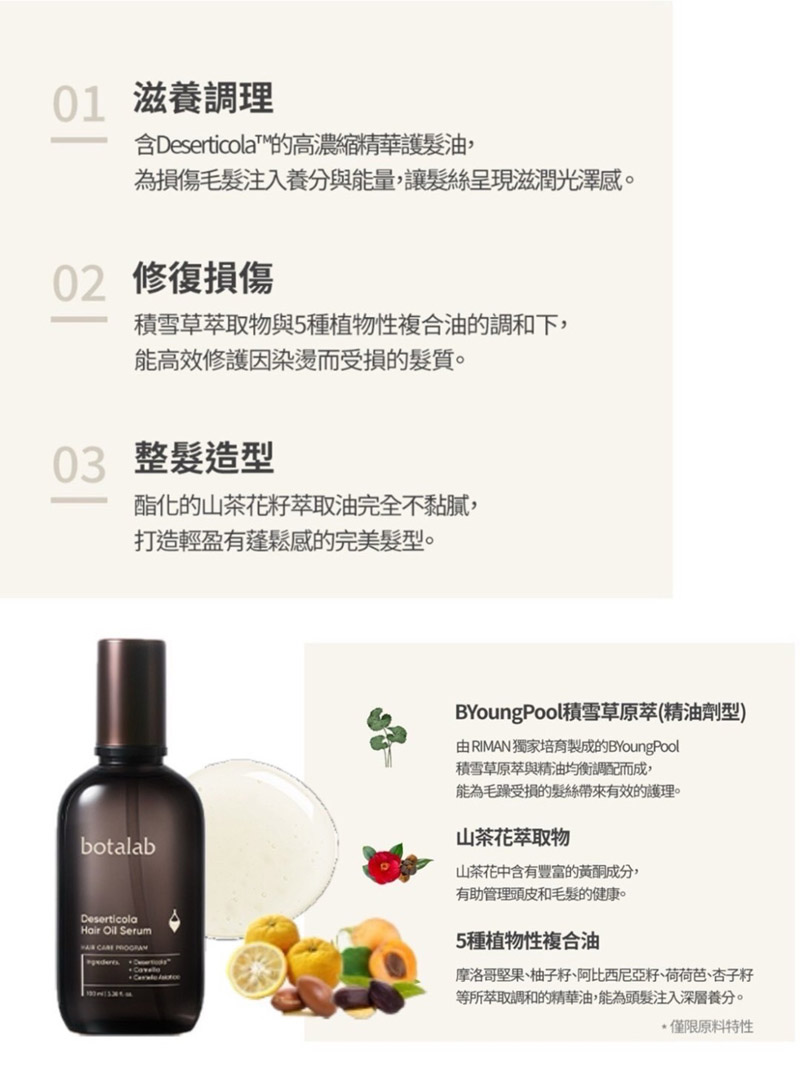 01 滋養調理
含Deserticola™的高濃縮精華護髮油，
為損傷毛髮注入養分與能量，讓髮絲呈現滋潤光澤感。
02 修復損傷
積雪草萃取物與5種植物性複合油的調和下，
能高效修護因染燙而受損的髮質。
03 整髮造型
酯化的山茶花籽萃取油完全不黏膩，
打造輕盈有蓬鬆感的完美髮型。
botalab
Deserticola
Hair Oil Serum
HAIR CARE PROGRAM
Ingredients.
• Deserticola™
• Camellia
• Centella Asiatica
BYoungPool積雪草原萃(精油劑型)
由 RIMAN 獨家培育製成的BYoungPool
積雪草原萃與精油均衡調配而成，
能為毛躁受損的髮絲帶來有效的護理。
山茶花萃取物
山茶花中含有豐富的黃酮成分，
有助管理頭皮和毛髮的健康。
5種植物性複合油
摩洛哥堅果、柚子籽、阿比西尼亞籽、荷荷芭、杏子籽
等所萃取調和的精華油，能為頭髮注入深層養分。
* 僅限原料特性